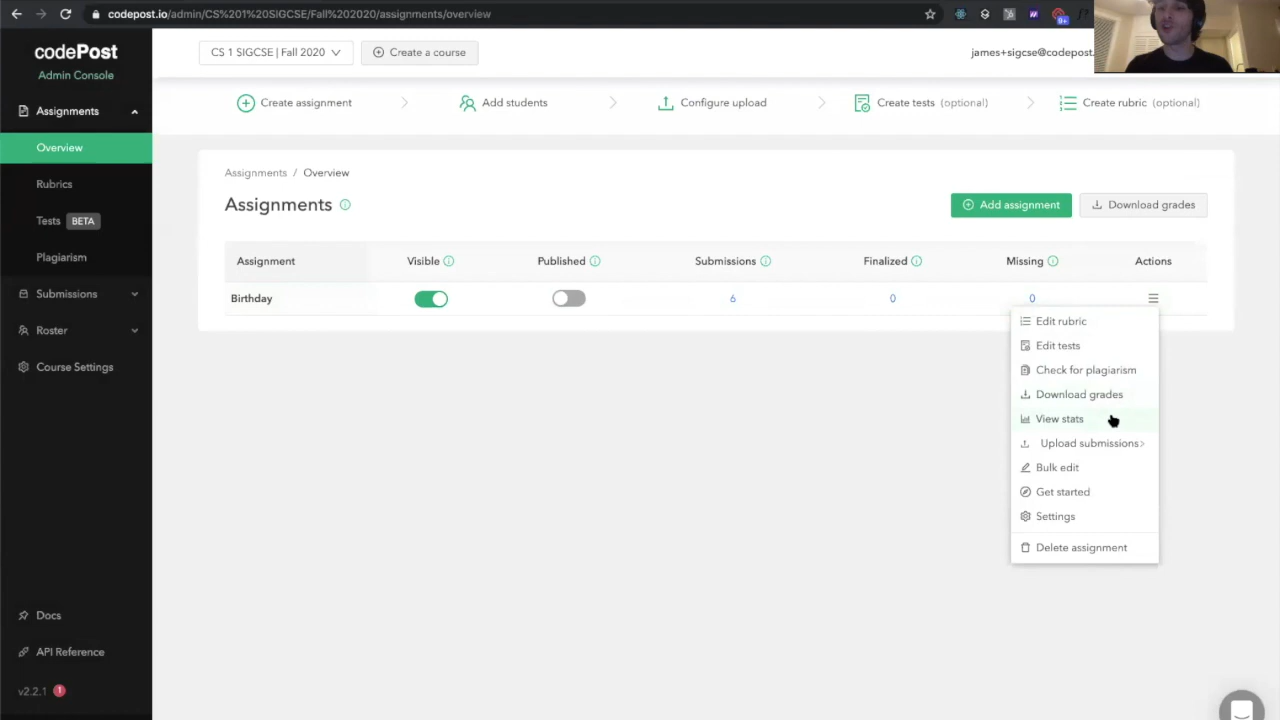 codepost.io/admin/CS%201%20SIGCSE/Fall%202020/assignments/overview
9+
f?
codePost
Admin Console
CS 1 SIGCSE | Fall 2020
Create a course
james+sigcse@codepost.
Assignments
Overview
Rubrics
Tests BETA
Plagiarism
Submissions
Roster
Course Settings
Docs
API Reference
v2.2.1 1
Create assignment
Add students
Configure upload
Create tests (optional)
Create rubric (optional)
Assignments / Overview
Assignments
Add assignment
Download grades
Assignment Visible Published Submissions Finalized Missing Actions
Birthday 6 0 0
Edit rubric
Edit tests
Check for plagiarism
Download grades
View stats
Upload submissions>
Bulk edit
Get started
Settings
Delete assignment